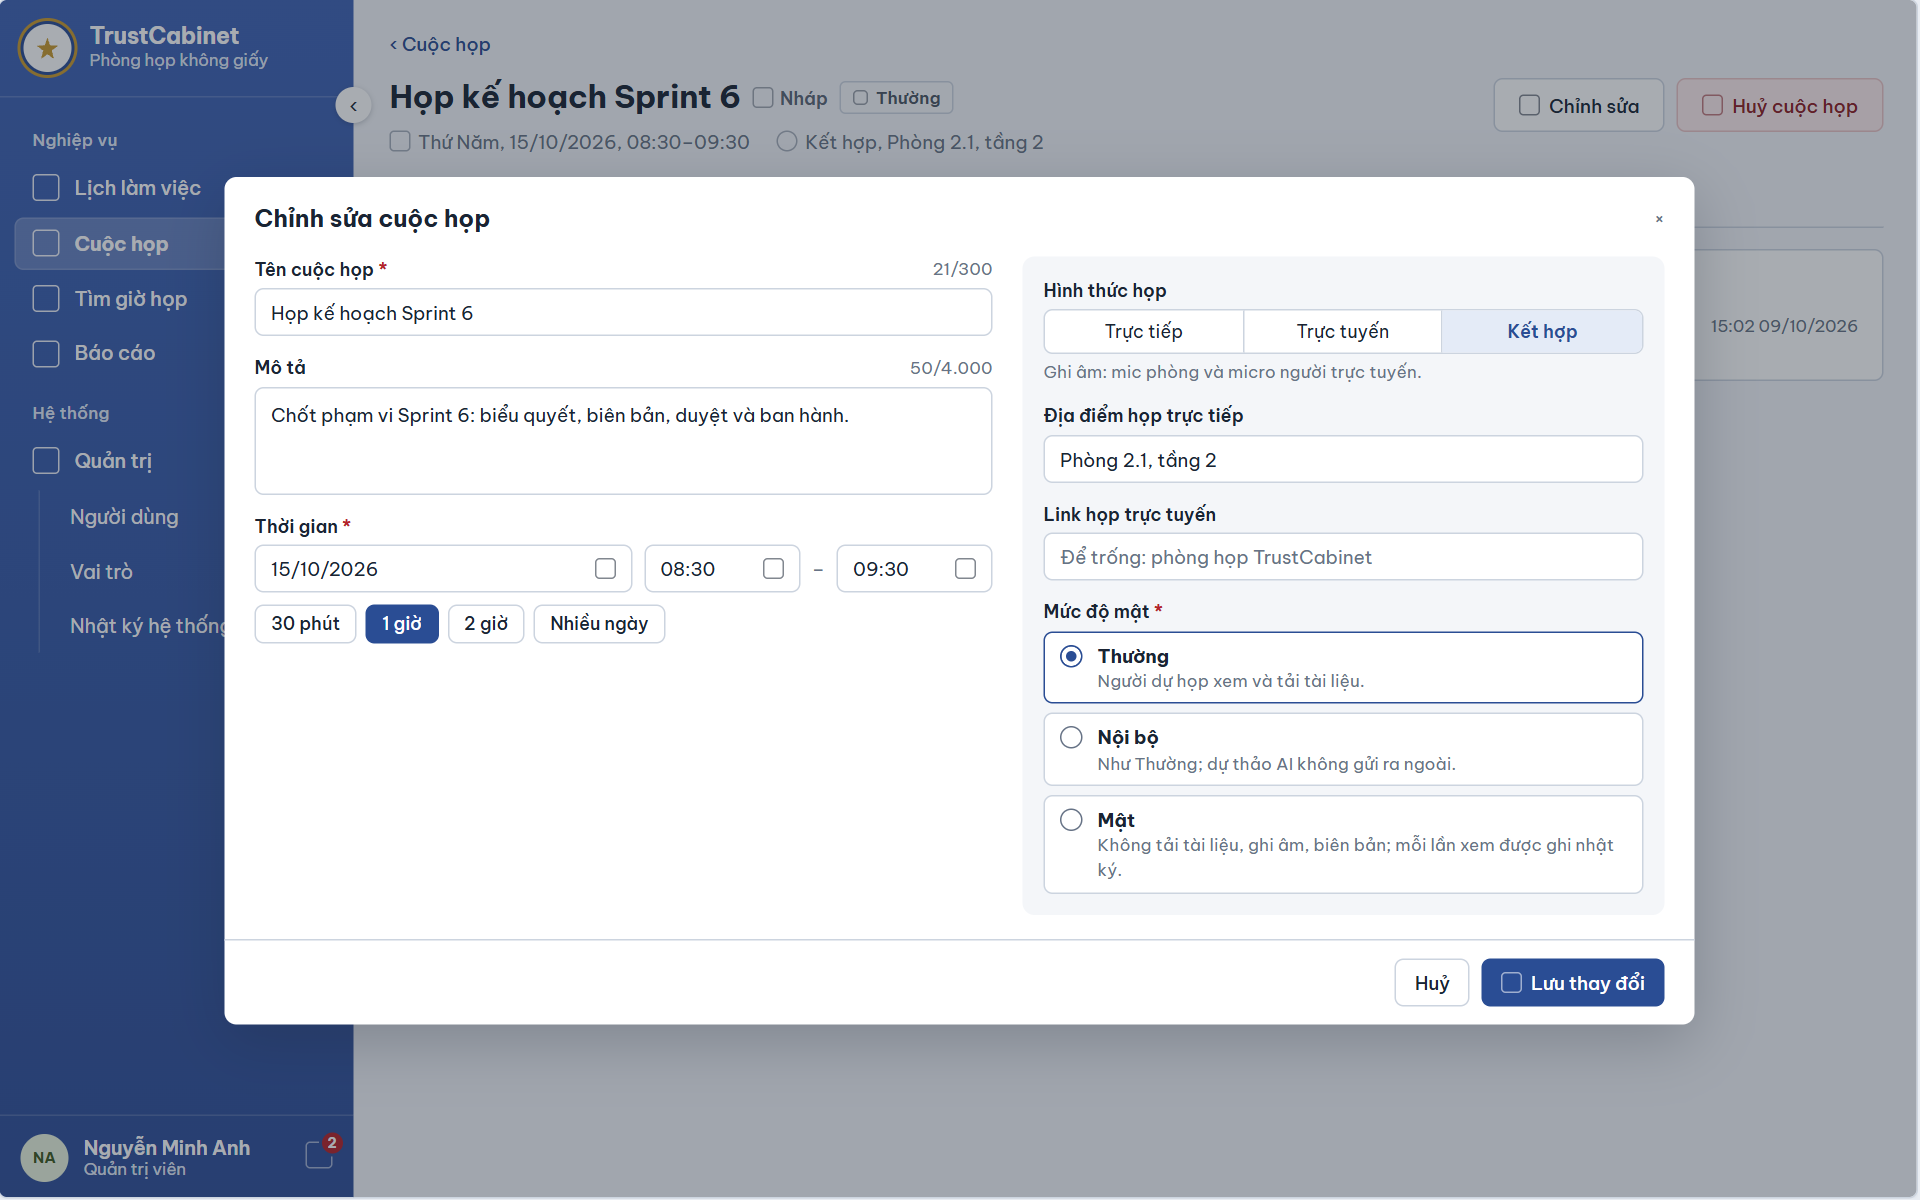 TrustCabinet
Phòng họp không giấy
Nghiệp vụ
Lịch làm việc
Cuộc họp
Tìm giờ họp
Báo cáo
Hệ thống
Quản trị
Người dùng
Vai trò
Nhật ký hệ thống
NA
Nguyễn Minh Anh
Quản trị viên
2
‹ Cuộc họp
Họp kế hoạch Sprint 6 Nháp Thường
Thứ Năm, 15/10/2026, 08:30–09:30 Kết hợp, Phòng 2.1, tầng 2
Chỉnh sửa
Huỷ cuộc họp
15:02 09/10/2026
Chỉnh sửa cuộc họp
×
Tên cuộc họp * 21/300
Họp kế hoạch Sprint 6
Mô tả 50/4.000
Chốt phạm vi Sprint 6: biểu quyết, biên bản, duyệt và ban hành.
Thời gian *
15/10/2026 08:30 – 09:30
30 phút 1 giờ 2 giờ Nhiều ngày
Hình thức họp
Trực tiếp Trực tuyến Kết hợp
Ghi âm: mic phòng và micro người trực tuyến.
Địa điểm họp trực tiếp
Phòng 2.1, tầng 2
Link họp trực tuyến
Để trống: phòng họp TrustCabinet
Mức độ mật *
Thường
Người dự họp xem và tải tài liệu.
Nội bộ
Như Thường; dự thảo AI không gửi ra ngoài.
Mật
Không tải tài liệu, ghi âm, biên bản; mỗi lần xem được ghi nhật
ký.
Huỷ
Lưu thay đổi